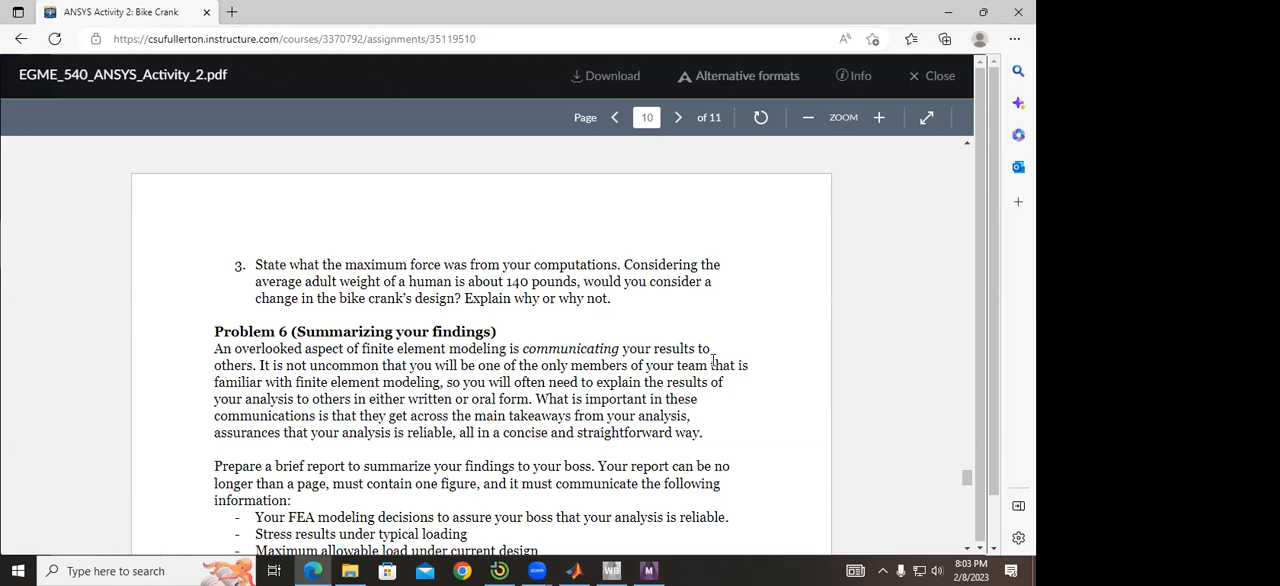 ANSYS Activity 2: Bike Crank
https://csufullerton.instructure.com/courses/3370792/assignments/35119510
EGME_540_ANSYS_Activity_2.pdf
Download
Alternative formats
Info
Close
Page
10
of 11
ZOOM
3. State what the maximum force was from your computations. Considering the
average adult weight of a human is about 140 pounds, would you consider a
change in the bike crank's design? Explain why or why not.
Problem 6 (Summarizing your findings)
An overlooked aspect of finite element modeling is communicating your results to
others. It is not uncommon that you will be one of the only members of your team that is
familiar with finite element modeling, so you will often need to explain the results of
your analysis to others in either written or oral form. What is important in these
communications is that they get across the main takeaways from your analysis,
assurances that your analysis is reliable, all in a concise and straightforward way.
Prepare a brief report to summarize your findings to your boss. Your report can be no
longer than a page, must contain one figure, and it must communicate the following
information:
- Your FEA modeling decisions to assure your boss that your analysis is reliable.
- Stress results under typical loading
- Maximum allowable load under current design
Type here to search
zoom
WB
M
8:03 PM
2/8/2023